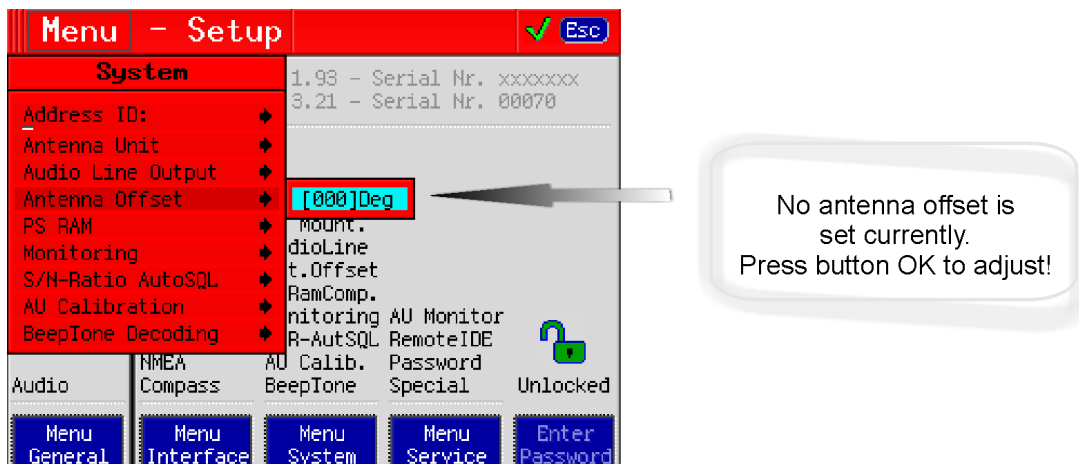 Menu - Setup Esc
System
1.93 - Serial Nr. xxxxxxx
3.21 - Serial Nr. 00070
Address ID:
Antenna Unit
Audio Line Output
Antenna Offset [000]Deg
PS RAM Mount.
Monitoring dioLine
S/N-Ratio AutoSQL t.Offset
AU Calibration RamComp.
BeepTone Decoding nitoring AU Monitor
R-AutSQL RemoteIDE
NMEA AU Calib. Password
Audio Compass BeepTone Special Unlocked
Menu General
Menu Interface
Menu System
Menu Service
Enter Password
No antenna offset is
set currently.
Press button OK to adjust!